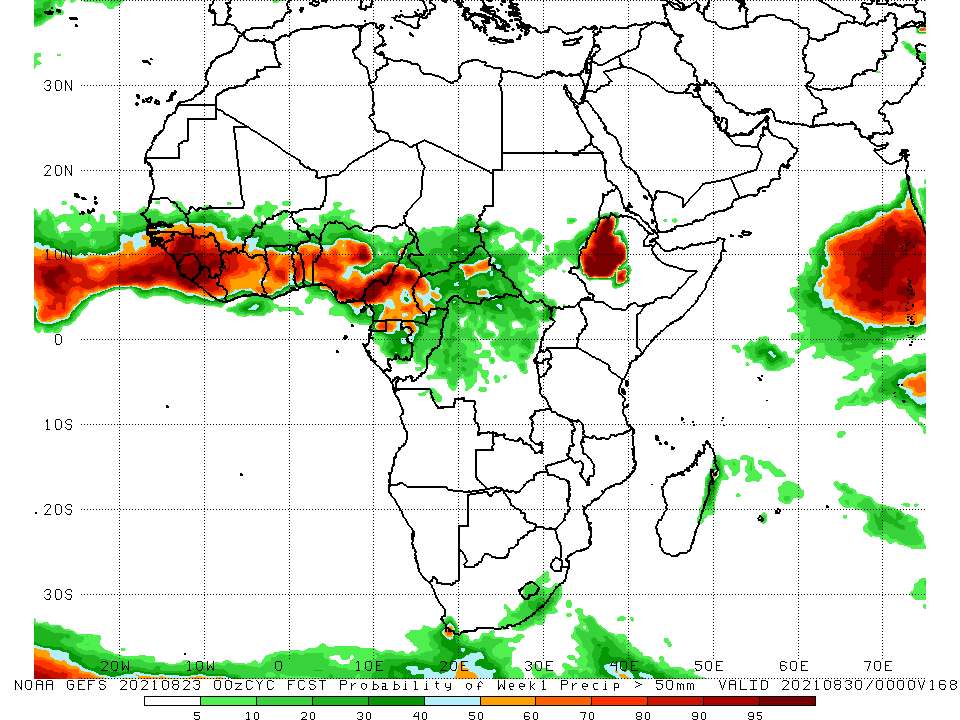 30N
20N
10N
0
10S
20S
30S
20W 10W 0 10E 20E 30E 40E 50E 60E 70E
NOAA GEFS 20210823 00zCYC FCST Probability of Week1 Precip > 50mm VALID 20210830/0000V168
5 10 20 30 40 50 60 70 80 90 95